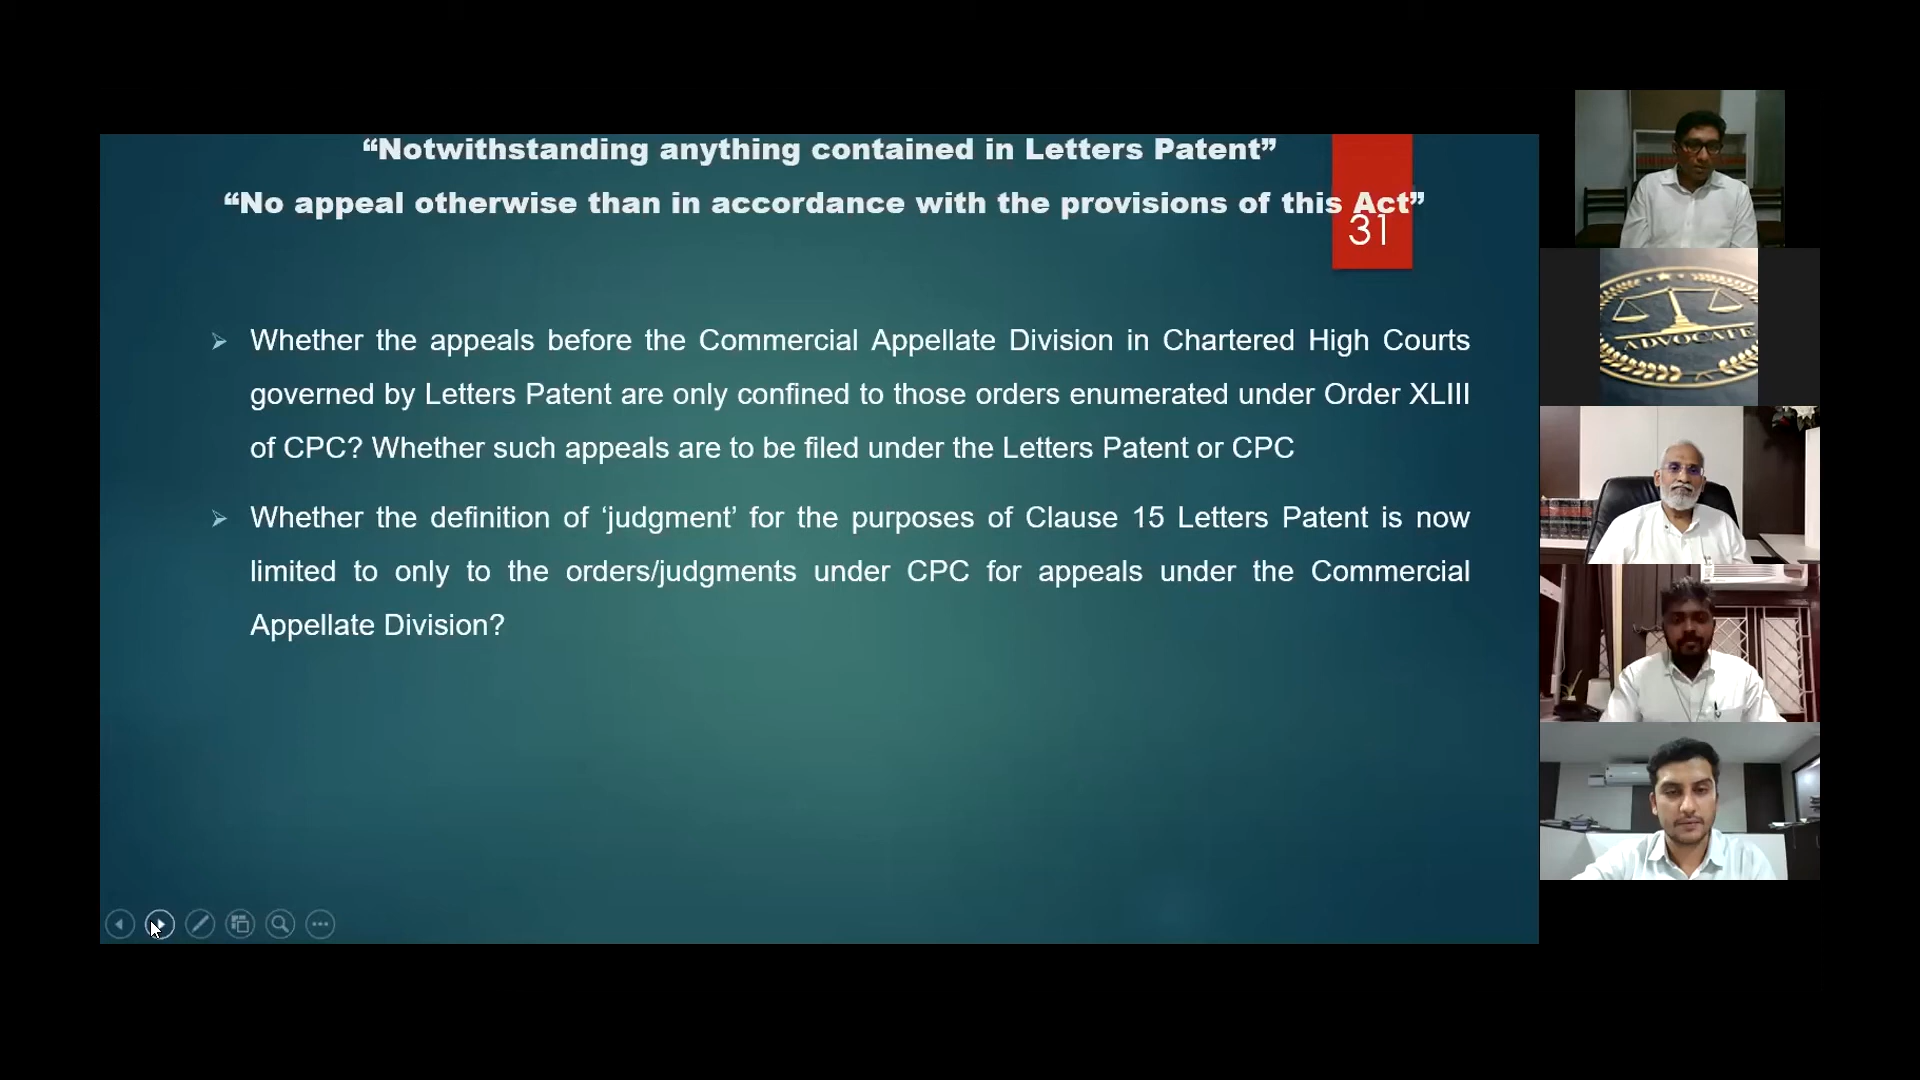 “Notwithstanding anything contained in Letters Patent”
“No appeal otherwise than in accordance with the provisions of this Act”
31
Whether the appeals before the Commercial Appellate Division in Chartered High Courts
governed by Letters Patent are only confined to those orders enumerated under Order XLIII
of CPC? Whether such appeals are to be filed under the Letters Patent or CPC
Whether the definition of ‘judgment’ for the purposes of Clause 15 Letters Patent is now
limited to only to the orders/judgments under CPC for appeals under the Commercial
Appellate Division?
ADVOCATE